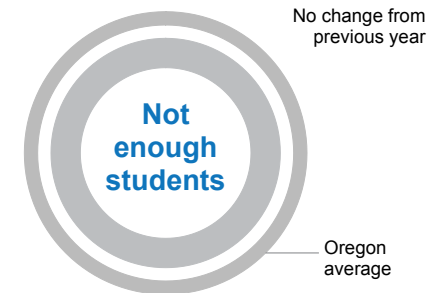 No change from
previous year
Not
enough
students
Oregon
average